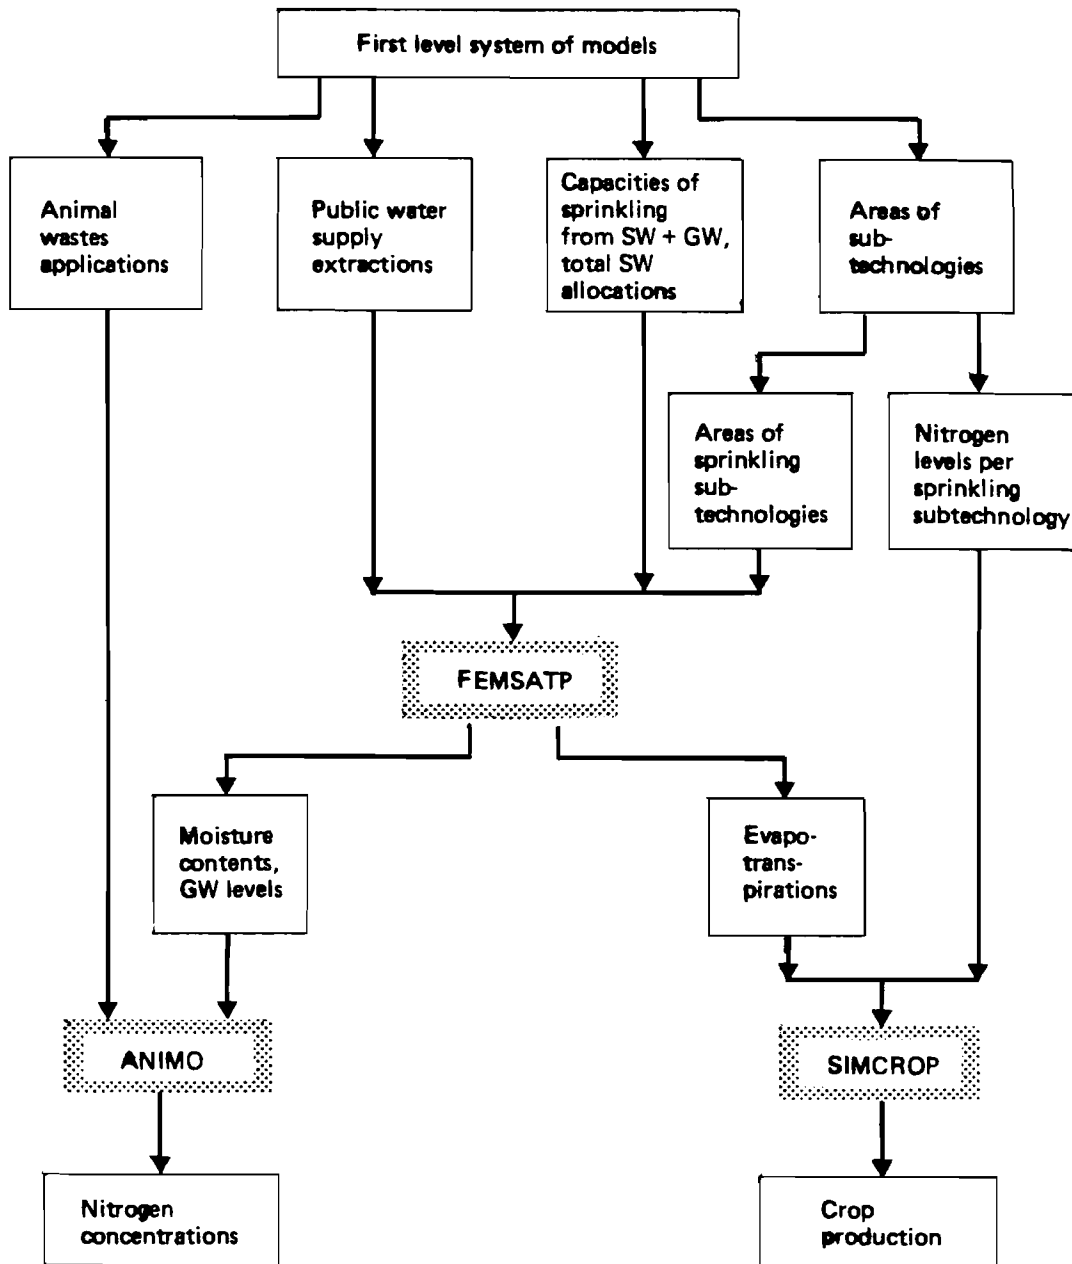 First level system of models
Animal
wastes
applications
Public water
supply
extractions
Capacities of
sprinkling
from SW + GW,
total SW
allocations
Areas of
sub-
technologies
Areas of
sprinkling
sub-
technologies
Nitrogen
levels per
sprinkling
subtechnology
FEMSATP
Moisture
contents,
GW levels
Evapo-
trans-
pirations
ANIMO
SIMCROP
Nitrogen
concentrations
Crop
production